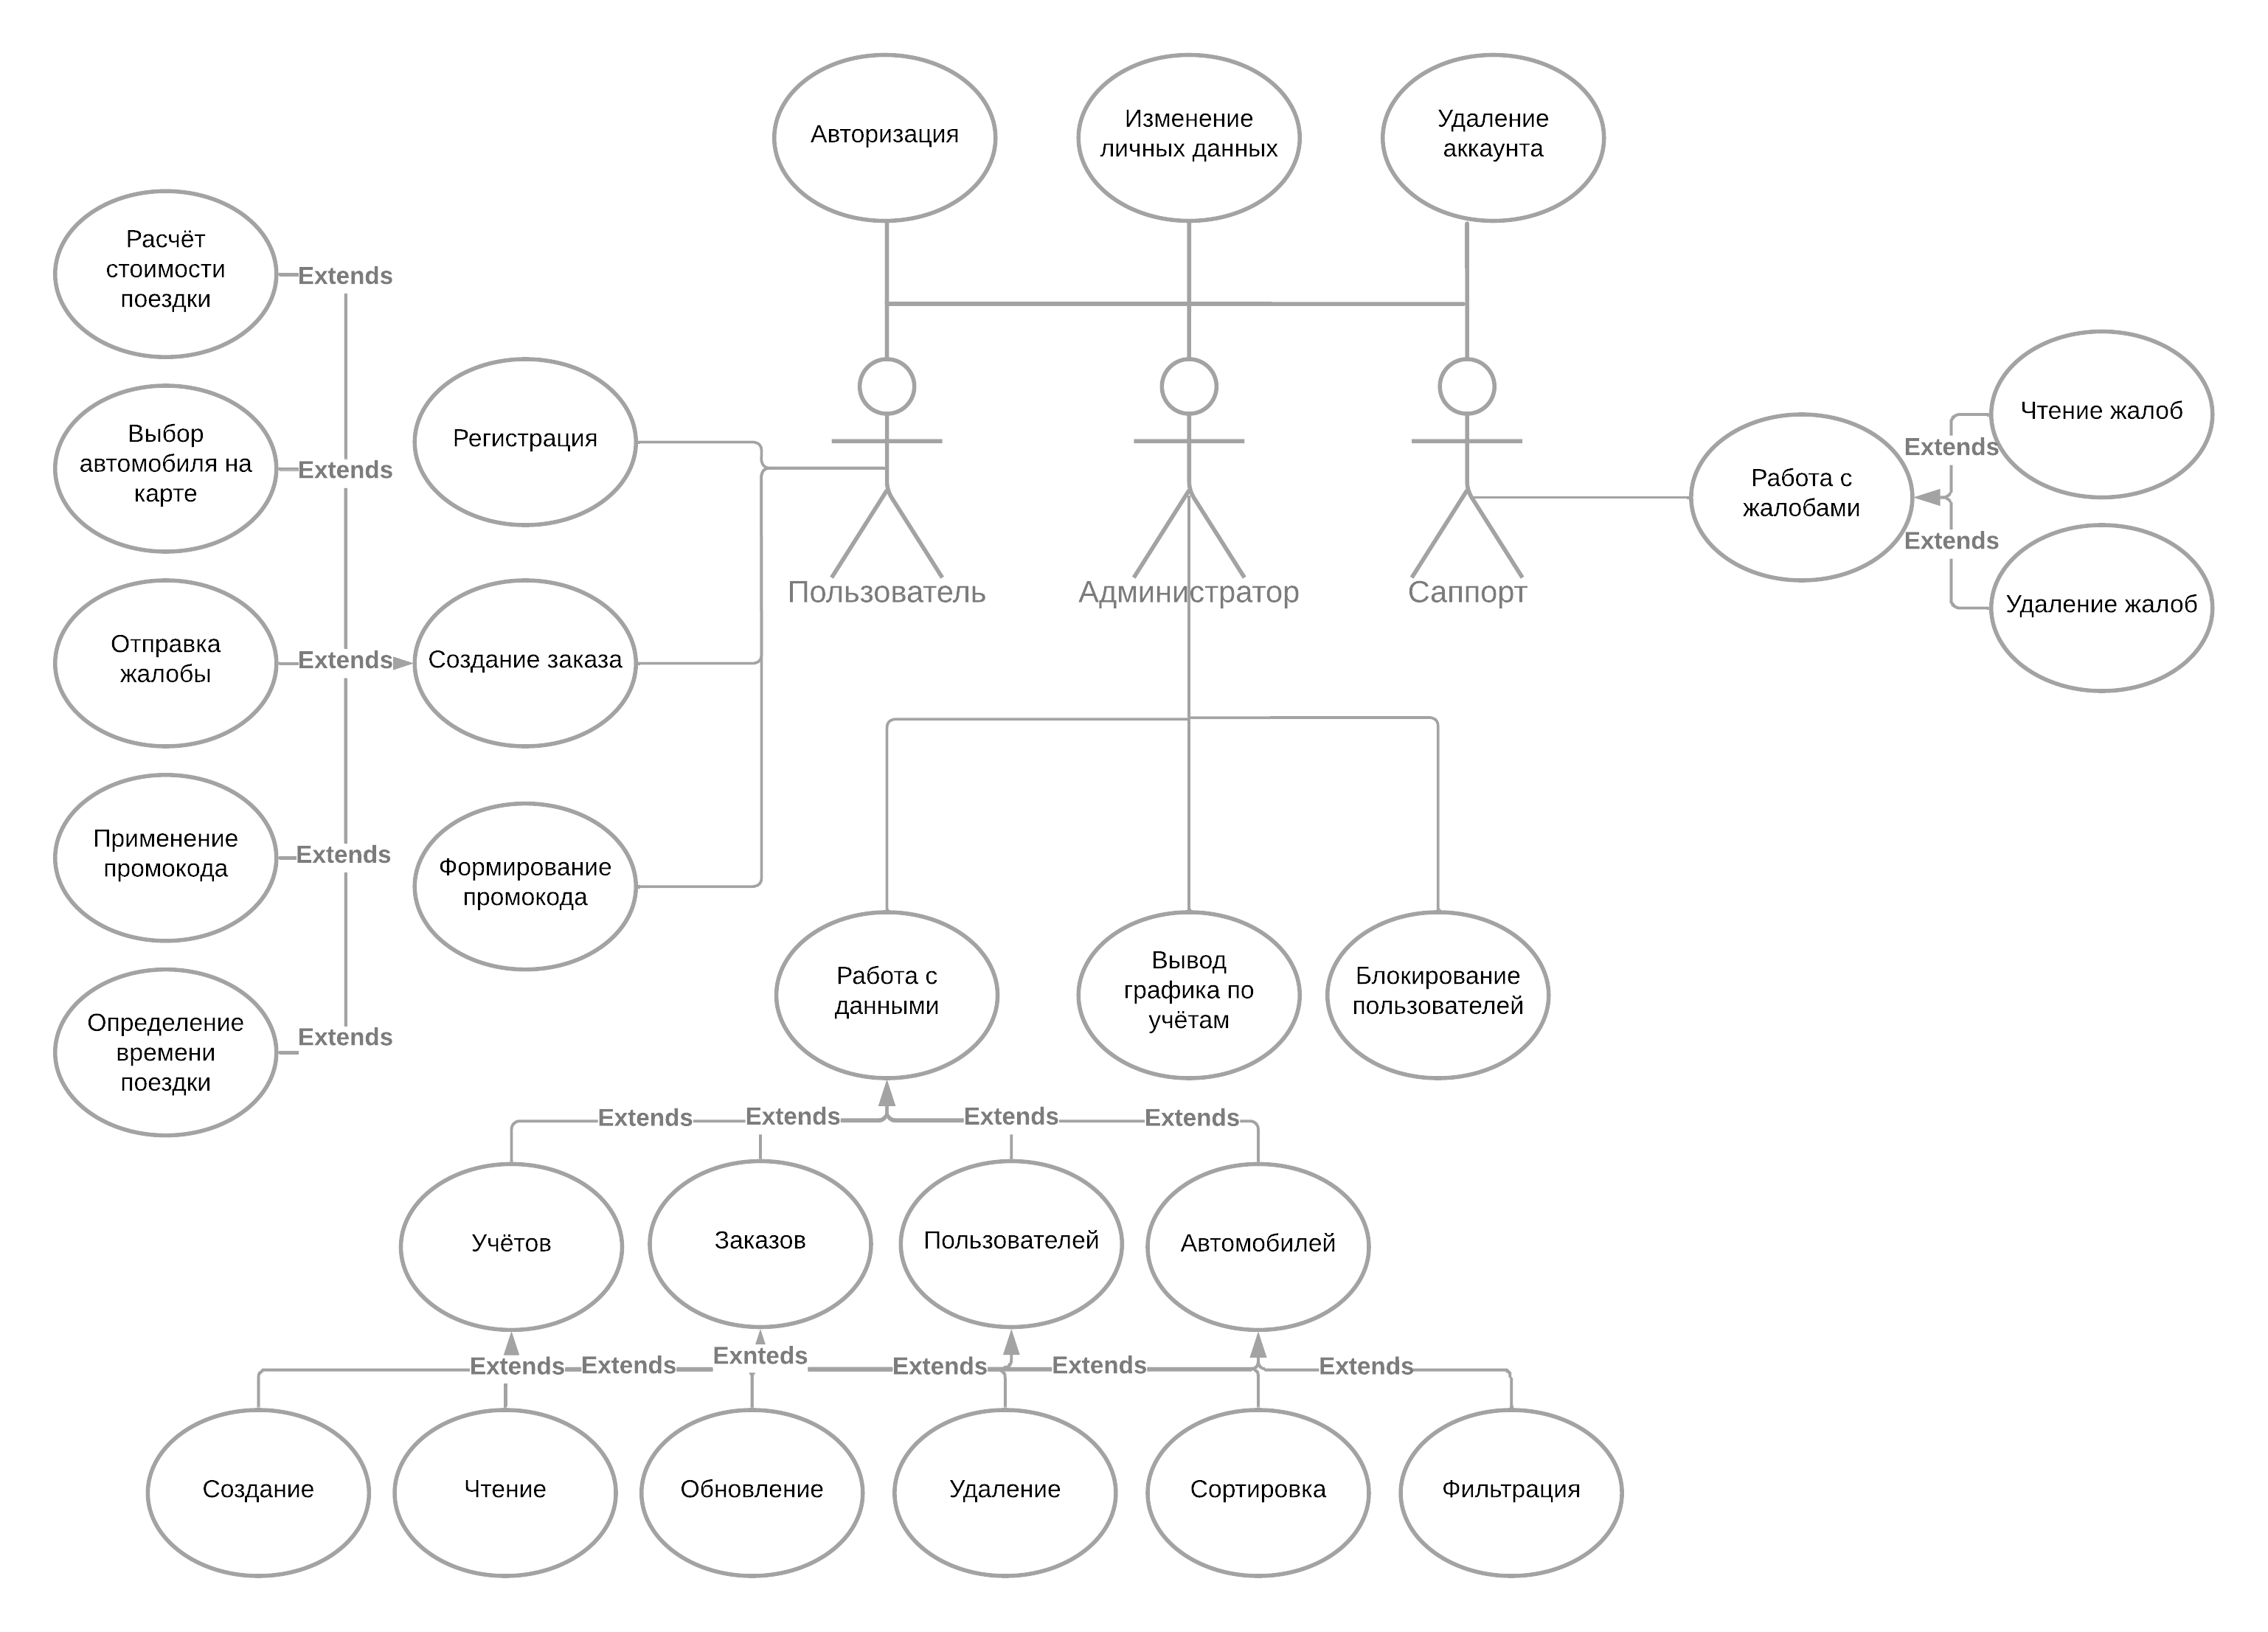 Авторизация
Изменение
личных данных
Удаление
аккаунта
Расчёт
стоимости
поездки
Extends
Выбор
автомобиля на
карте
Extends
Отправка
жалобы
Extends
Применение
промокода
Extends
Определение
времени
поездки
Extends
Регистрация
Создание заказа
Формирование
промокода
Пользователь
Администратор
Саппорт
Работа с
жалобами
Extends
Extends
Чтение жалоб
Удаление жалоб
Работа с
данными
Вывод
графика по
учётам
Блокирование
пользователей
Extends
Extends
Extends
Extends
Учётов
Заказов
Пользователей
Автомобилей
Extends
Extends
Exnteds
Extends
Extends
Extends
Создание
Чтение
Обновление
Удаление
Сортировка
Фильтрация